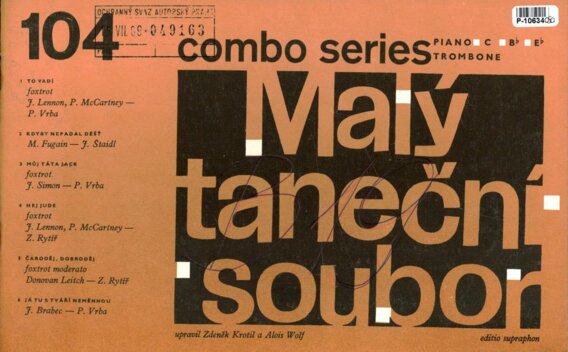 104
OCHRANNÝ SVAZ AUTORSKÝ PRAHA
VII. 69-049163
combo series
PIANO C B♭ E♭
TROMBONE
P-10634
Malý
taneční
soubor
1 TO VADÍ
foxtrot
J. Lennon, P. McCartney —
P. Vrba
2 KDYBY NEPADAL DÉŠŤ
M. Fugain — J. Štaidl
3 MŮJ TÁTA JACK
foxtrot
J. Simon — P. Vrba
4 HEJ JUDE
foxtrot
J. Lennon, P. McCartney —
Z. Rytíř
5 ČARODĚJ, DOBRODĚJ
foxtrot moderato
Donovan Leitch — Z. Rytíř
6 JÁ TU S TVÁŘÍ NEMĚNNOU
J. Brabec — P. Vrba
upravil Zdeněk Krotil a Alois Wolf
editio supraphon